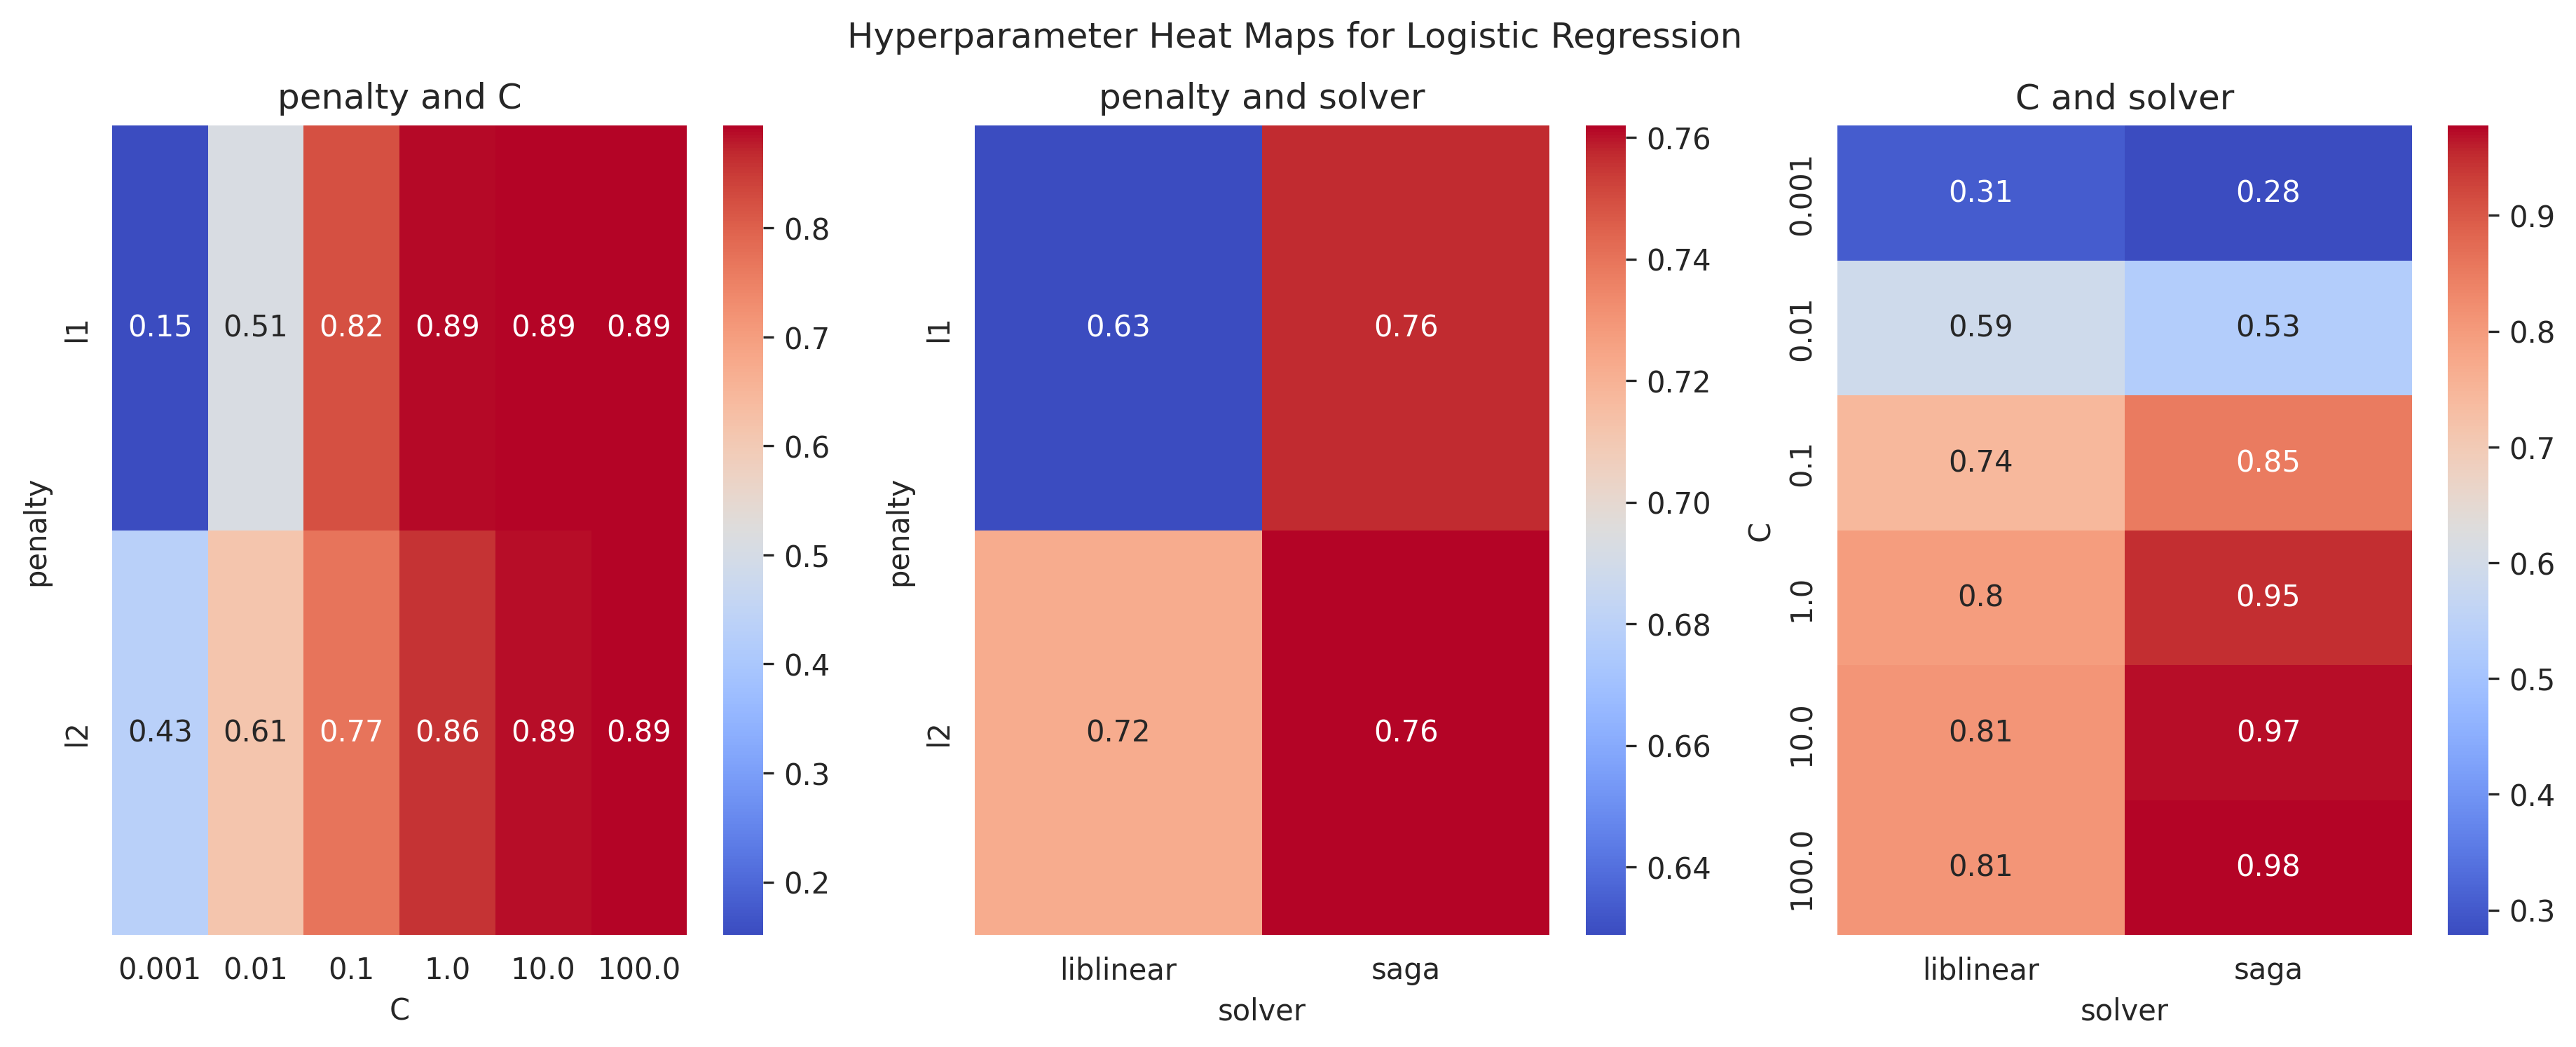 Hyperparameter Heat Maps for Logistic Regression
penalty and C
penalty
l1
l2
0.15 0.51 0.82 0.89 0.89 0.89
0.43 0.61 0.77 0.86 0.89 0.89
0.001 0.01 0.1 1.0 10.0 100.0
C
0.8
0.7
0.6
0.5
0.4
0.3
0.2
penalty and solver
penalty
l1
l2
0.63 0.76
0.72 0.76
liblinear saga
solver
0.76
0.74
0.72
0.70
0.68
0.66
0.64
C and solver
C
0.001
0.01
0.1
1.0
10.0
100.0
0.31 0.28
0.59 0.53
0.74 0.85
0.8 0.95
0.81 0.97
0.81 0.98
liblinear saga
solver
0.9
0.8
0.7
0.6
0.5
0.4
0.3